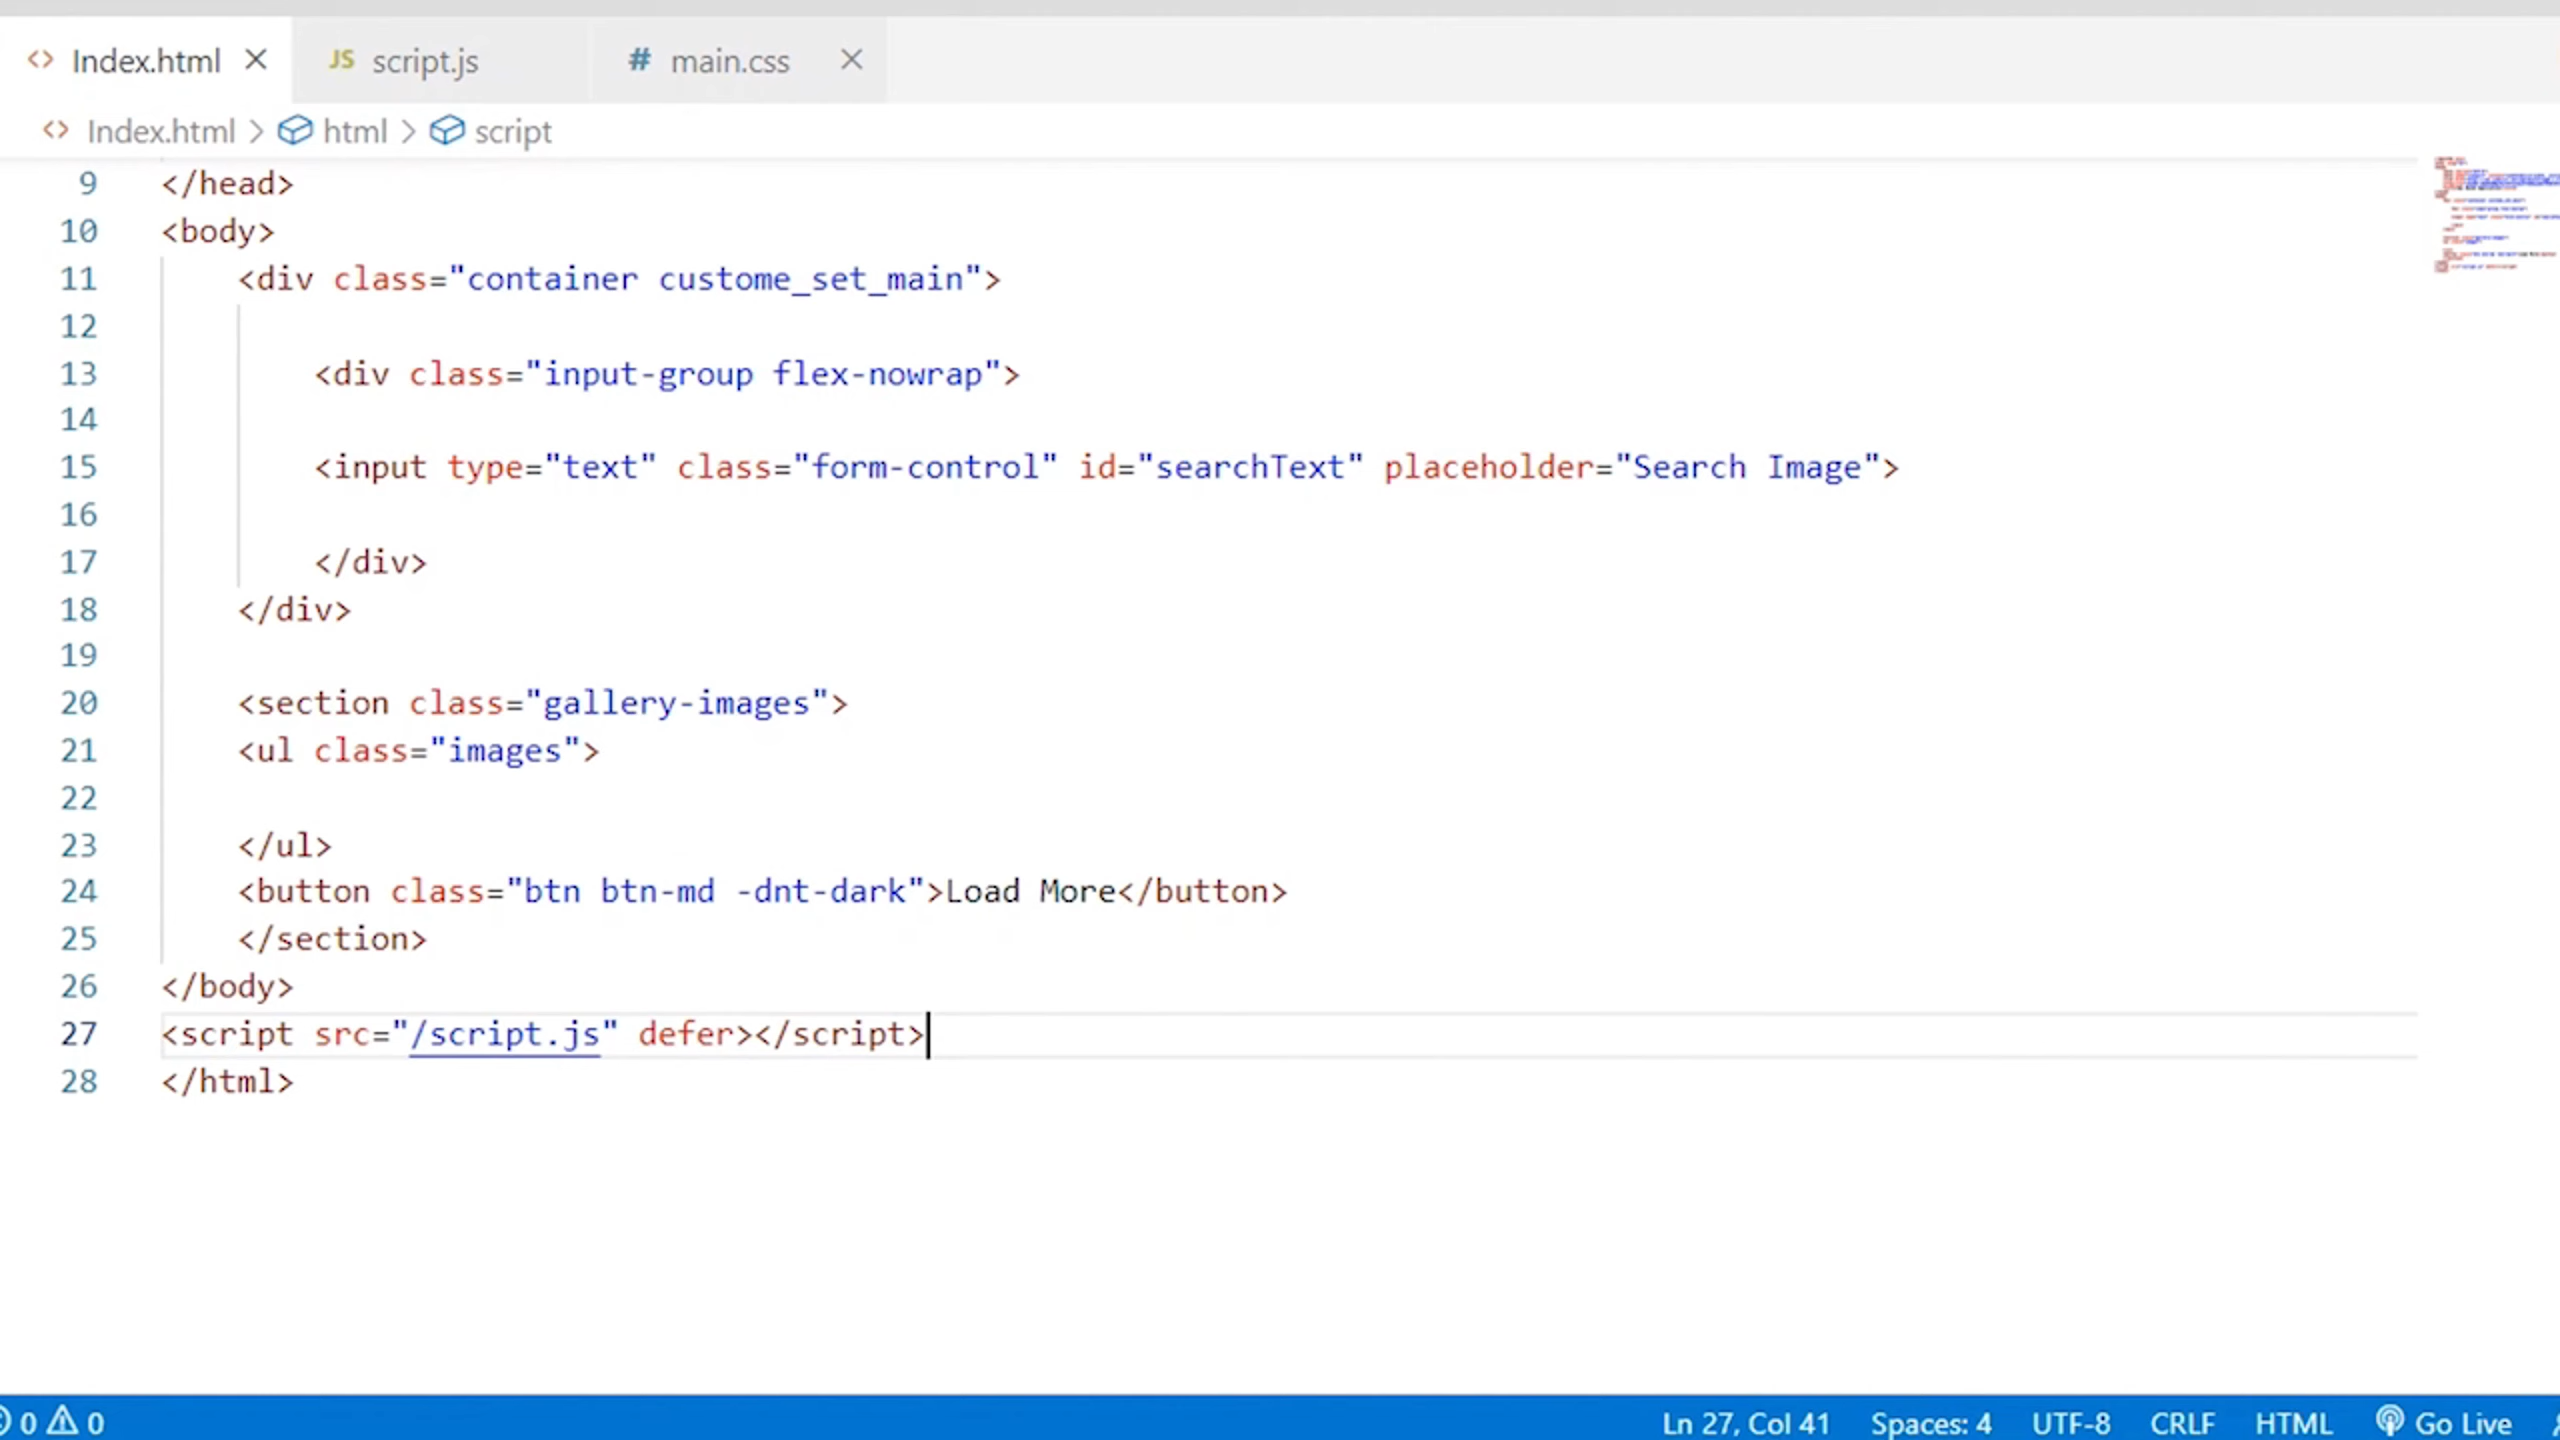 Index.html JS script.js # main.css
Index.html > html > script
9 </head>
10 <body>
11 <div class="container custome_set_main">
12
13 <div class="input-group flex-nowrap">
14
15 <input type="text" class="form-control" id="searchText" placeholder="Search Image">
16
17 </div>
18 </div>
19
20 <section class="gallery-images">
21 <ul class="images">
22
23 </ul>
24 <button class="btn btn-md -dnt-dark">Load More</button>
25 </section>
26 </body>
27 <script src="/script.js" defer></script>
28 </html>
0 0 Ln 27, Col 41 Spaces: 4 UTF-8 CRLF HTML Go Live